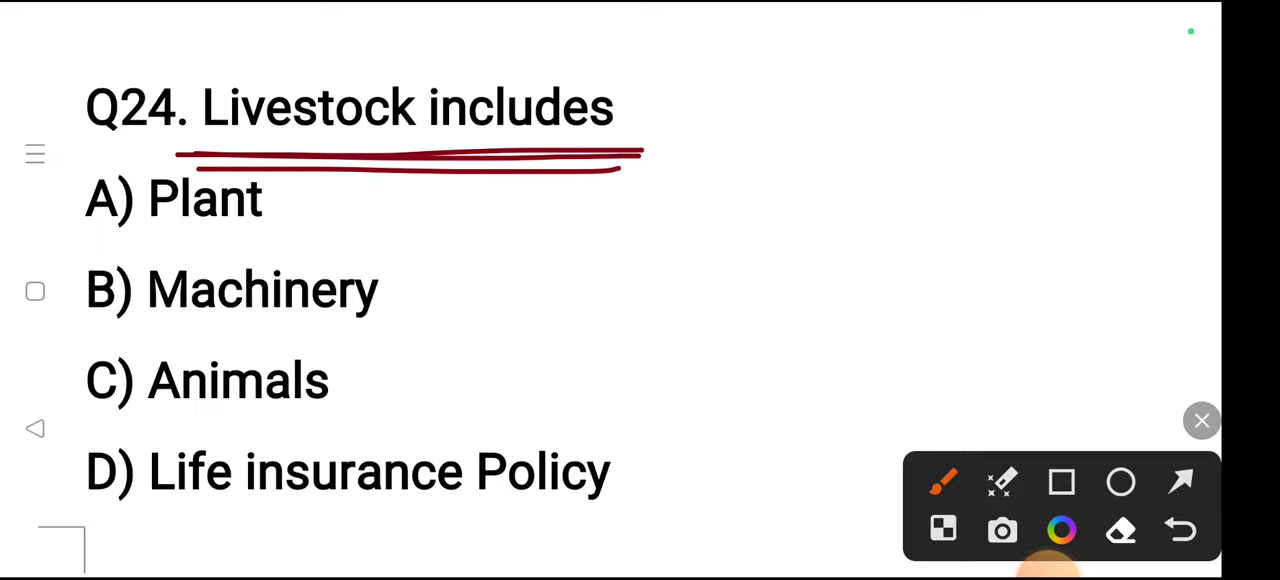 Q24. Livestock includes
A) Plant
B) Machinery
C) Animals
D) Life insurance Policy